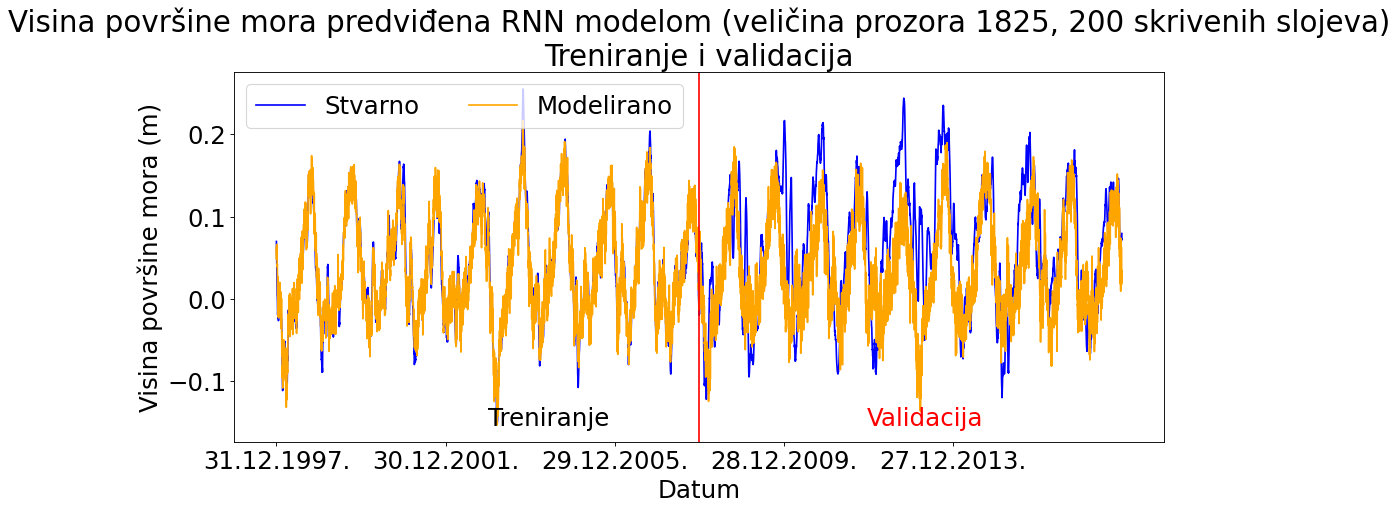 Visina površine mora predviđena RNN modelom (veličina prozora 1825, 200 skrivenih slojeva)
Treniranje i validacija
Stvarno
Modelirano
Visina površine mora (m)
0.2
0.1
0.0
−0.1
Treniranje
Validacija
31.12.1997.
30.12.2001.
29.12.2005.
28.12.2009.
27.12.2013.
Datum